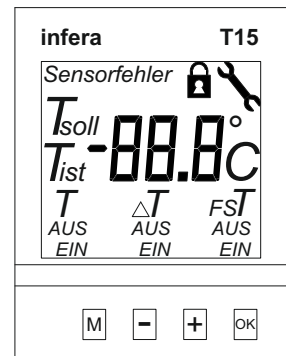 infera T15
Sensorfehler
Tsoll
Tist -88.8°C
T △T FST
AUS AUS AUS
EIN EIN EIN
M - + OK